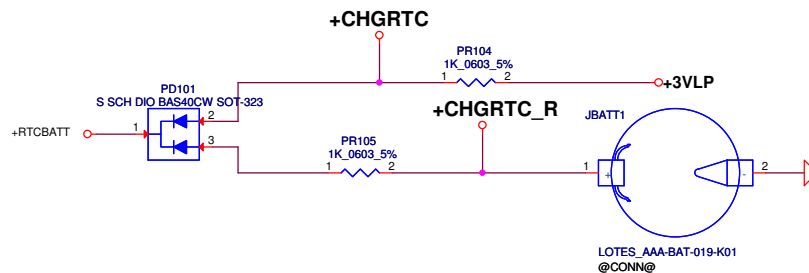 +CHGRTC
PR104
1K_0603_5%
1
2
+3VLP
PD101
S SCH DIO BAS40CW SOT-323
+RTCBATT
1
2
3
+CHGRTC_R
PR105
1K_0603_5%
1
2
JBATT1
1
+
-
2
LOTES_AAA-BAT-019-K01
@CONN@